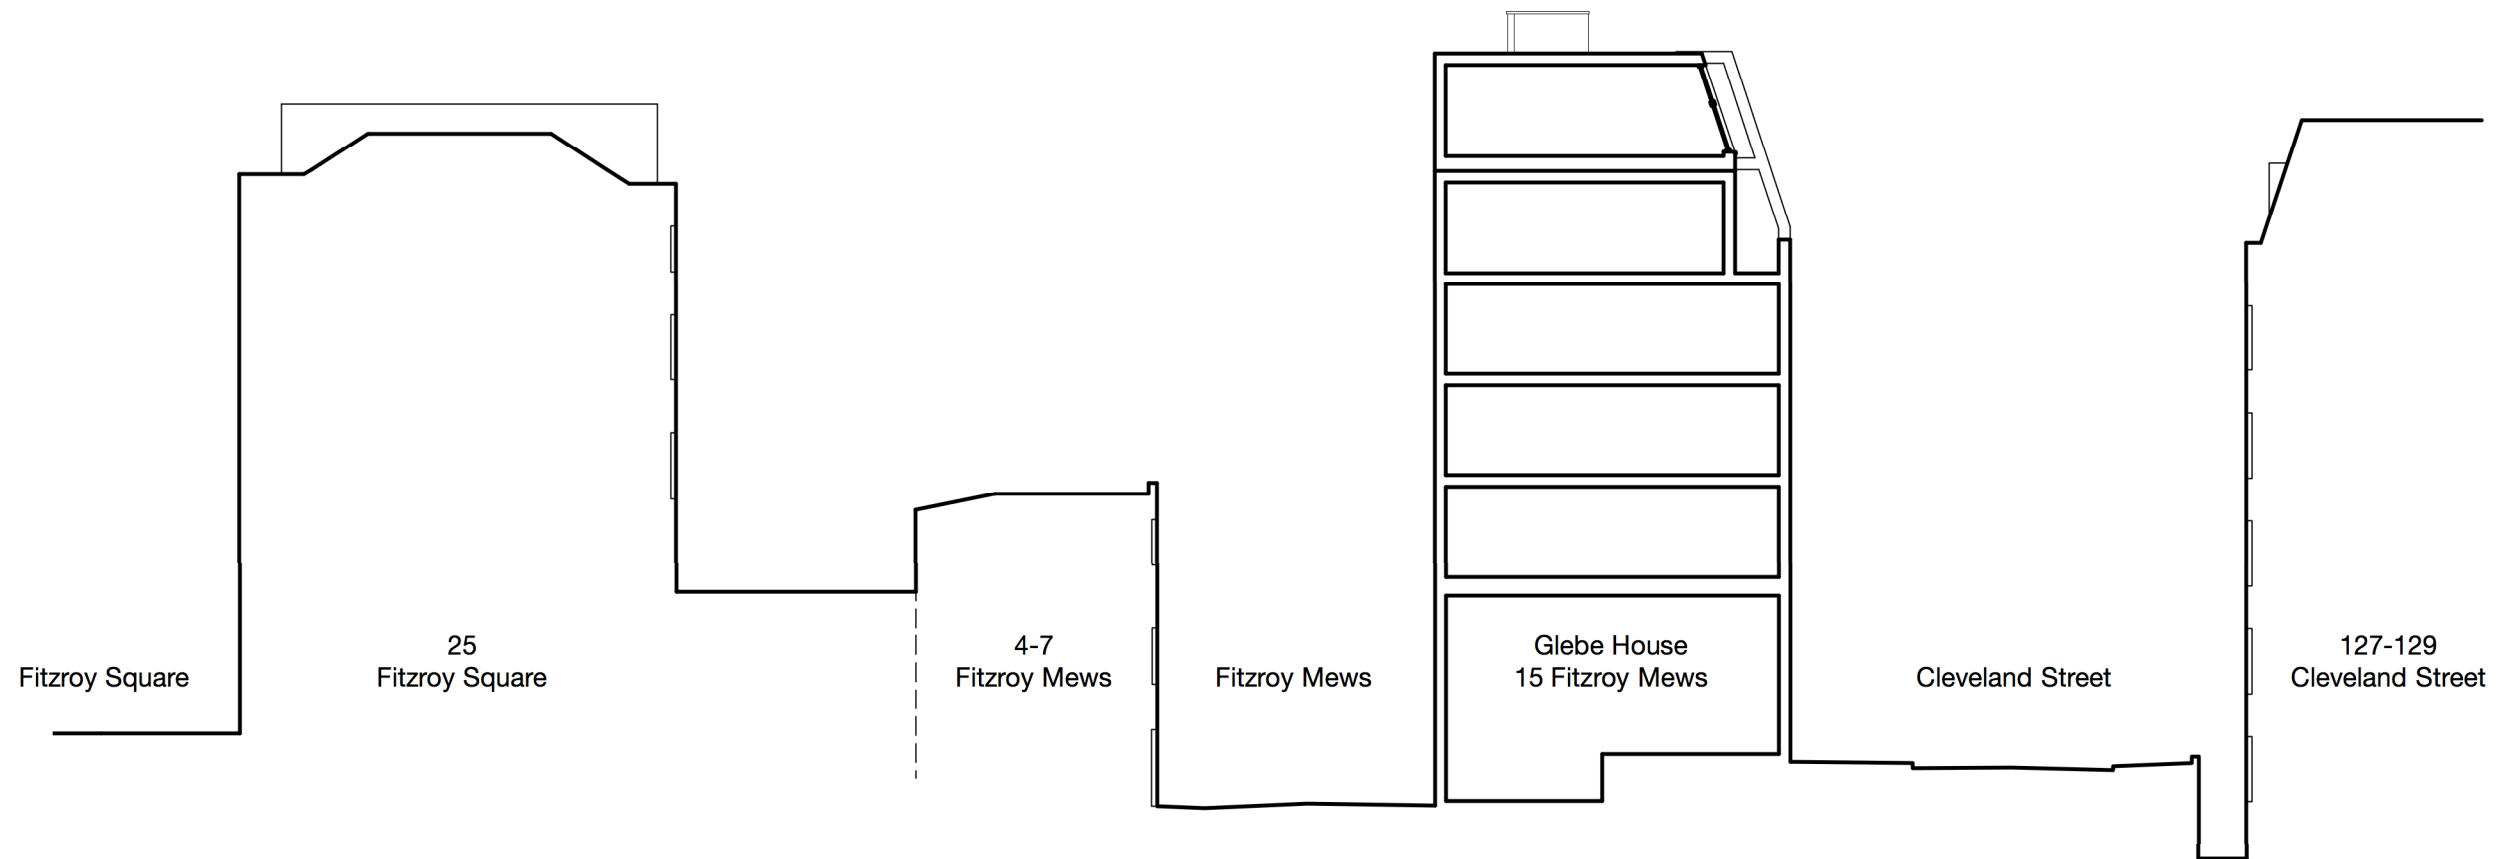 Fitzroy Square
25
Fitzroy Square
4-7
Fitzroy Mews
Fitzroy Mews
Glebe House
15 Fitzroy Mews
Cleveland Street
127-129
Cleveland Street